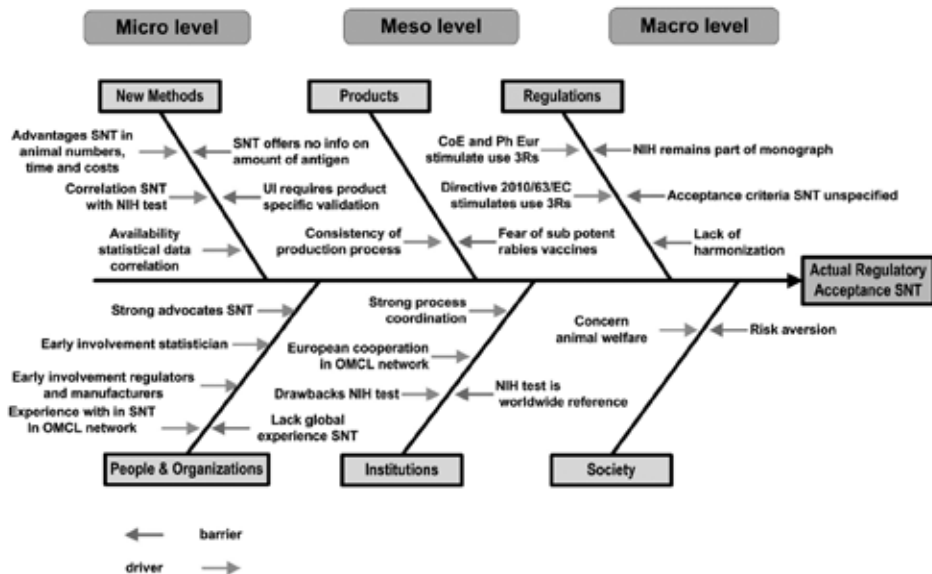 Micro level
Meso level
Macro level
New Methods
Products
Regulations
Advantages SNT in
animal numbers,
time and costs
SNT offers no info on
amount of antigen
CoE and Ph Eur
stimulate use 3Rs
NIH remains part of monograph
Correlation SNT
with NIH test
UI requires product
specific validation
Directive 2010/63/EC
stimulates use 3Rs
Acceptance criteria SNT unspecified
Availability
statistical data
correlation
Consistency of
production process
Fear of sub potent
rabies vaccines
Lack of
harmonization
Actual Regulatory
Acceptance SNT
Strong advocates SNT
Strong process
coordination
Concern
animal welfare
Risk aversion
Early involvement statistician
European cooperation
in OMCL network
Early involvement regulators
and manufacturers
Drawbacks NIH test
NIH test is
worldwide reference
Experience with in SNT
In OMCL network
Lack global
experience SNT
People & Organizations
Institutions
Society
barrier
driver